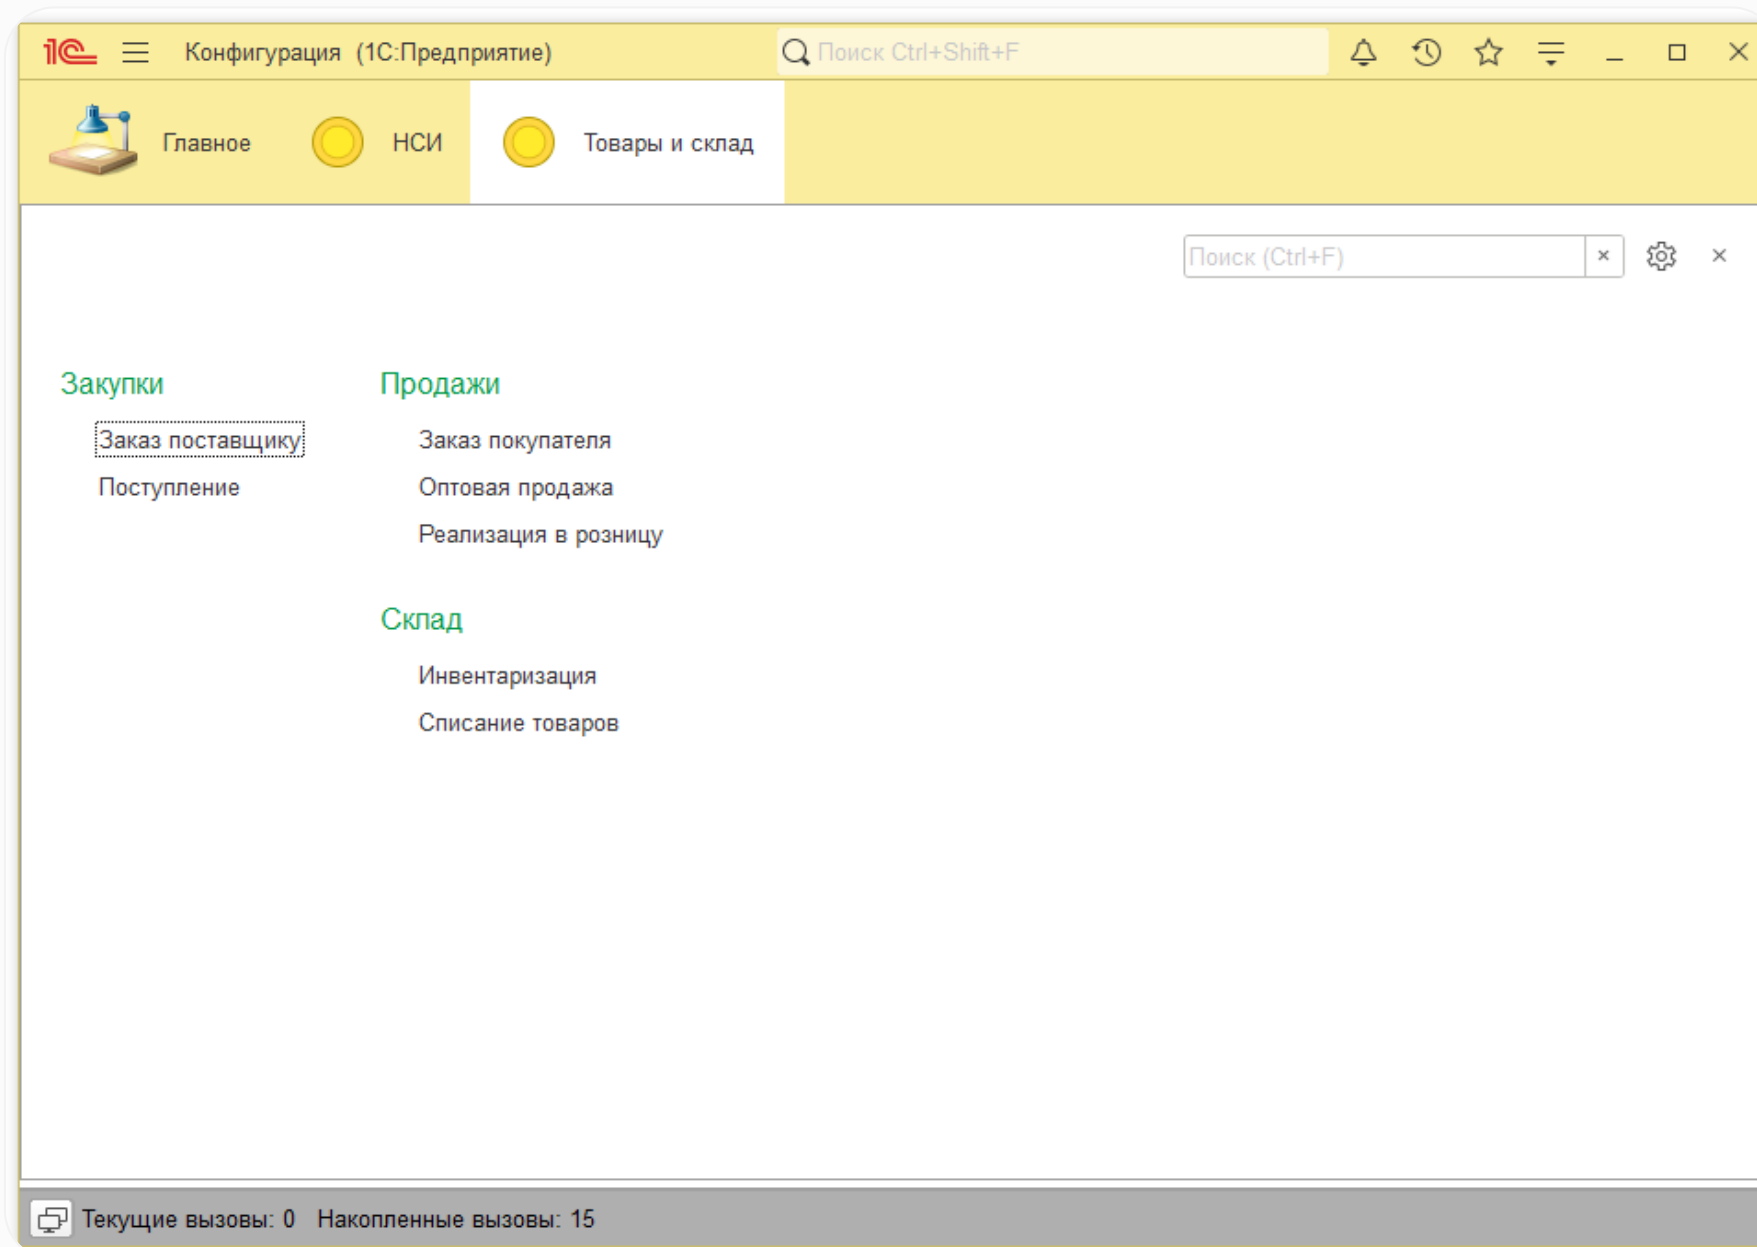 1С Конфигурация (1С:Предприятие) Поиск Ctrl+Shift+F
Главное НСИ Товары и склад
Поиск (Ctrl+F)
Закупки
Заказ поставщику
Поступление
Продажи
Заказ покупателя
Оптовая продажа
Реализация в розницу
Склад
Инвентаризация
Списание товаров
Текущие вызовы: 0 Накопленные вызовы: 15